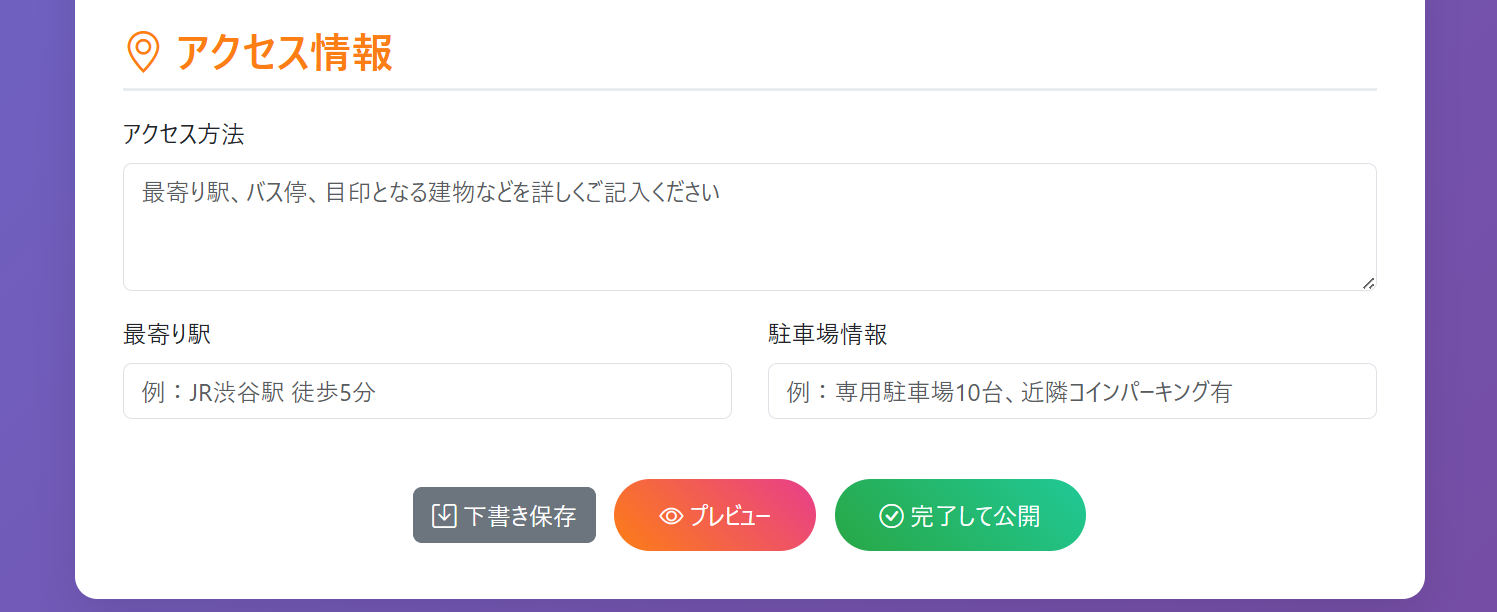 アクセス情報
アクセス方法
最寄り駅、バス停、目印となる建物などを詳しくご記入ください
最寄り駅
駐車場情報
例：JR渋谷駅 徒歩5分
例：専用駐車場10台、近隣コインパーキング有
下書き保存
プレビュー
完了して公開